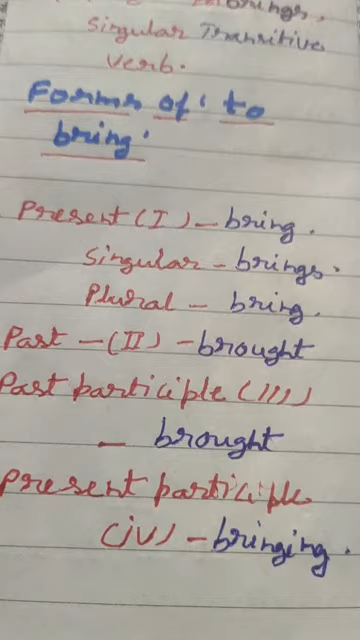 brings,
Singular Transitive
verb.
Forms of 'to
bring'
Present (I) - bring.
Singular - brings.
Plural - bring.
Past - (II) - brought
Past participle (III)
- brought
Present participle
(iv) - bringing.